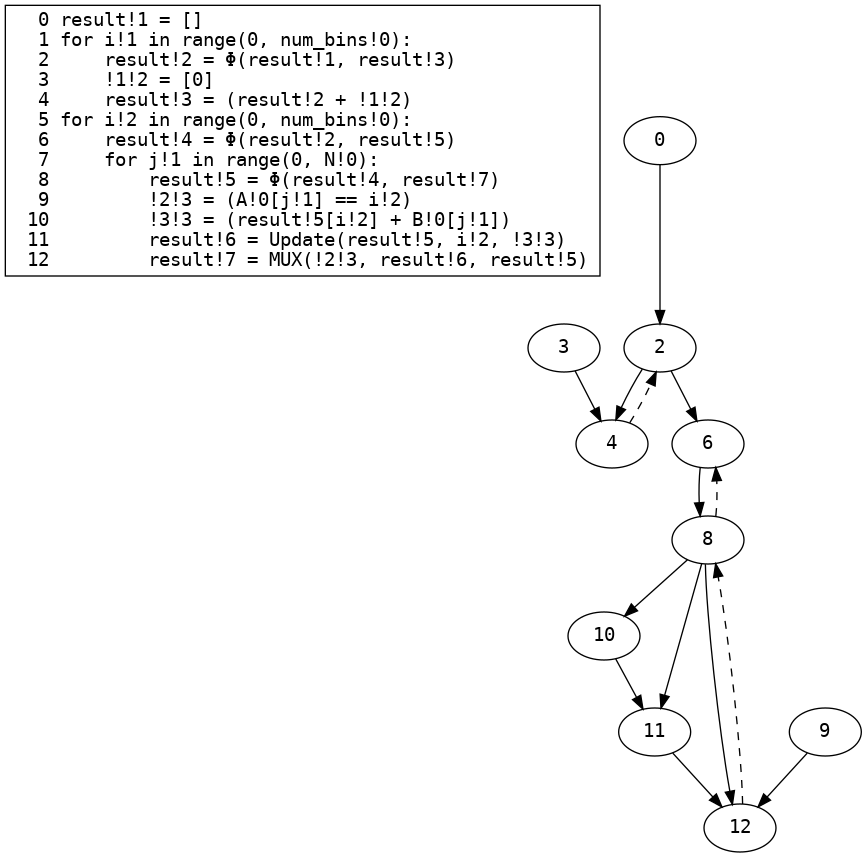 0 result!1 = []
1 for i!1 in range(0, num_bins!0):
2     result!2 = Φ(result!1, result!3)
3     !1!2 = [0]
4     result!3 = (result!2 + !1!2)
5 for i!2 in range(0, num_bins!0):
6     result!4 = Φ(result!2, result!5)
7     for j!1 in range(0, N!0):
8         result!5 = Φ(result!4, result!7)
9         !2!3 = (A!0[j!1] == i!2)
10         !3!3 = (result!5[i!2] + B!0[j!1])
11         result!6 = Update(result!5, i!2, !3!3)
12         result!7 = MUX(!2!3, result!6, result!5)
0
3
2
4
6
8
10
11
9
12